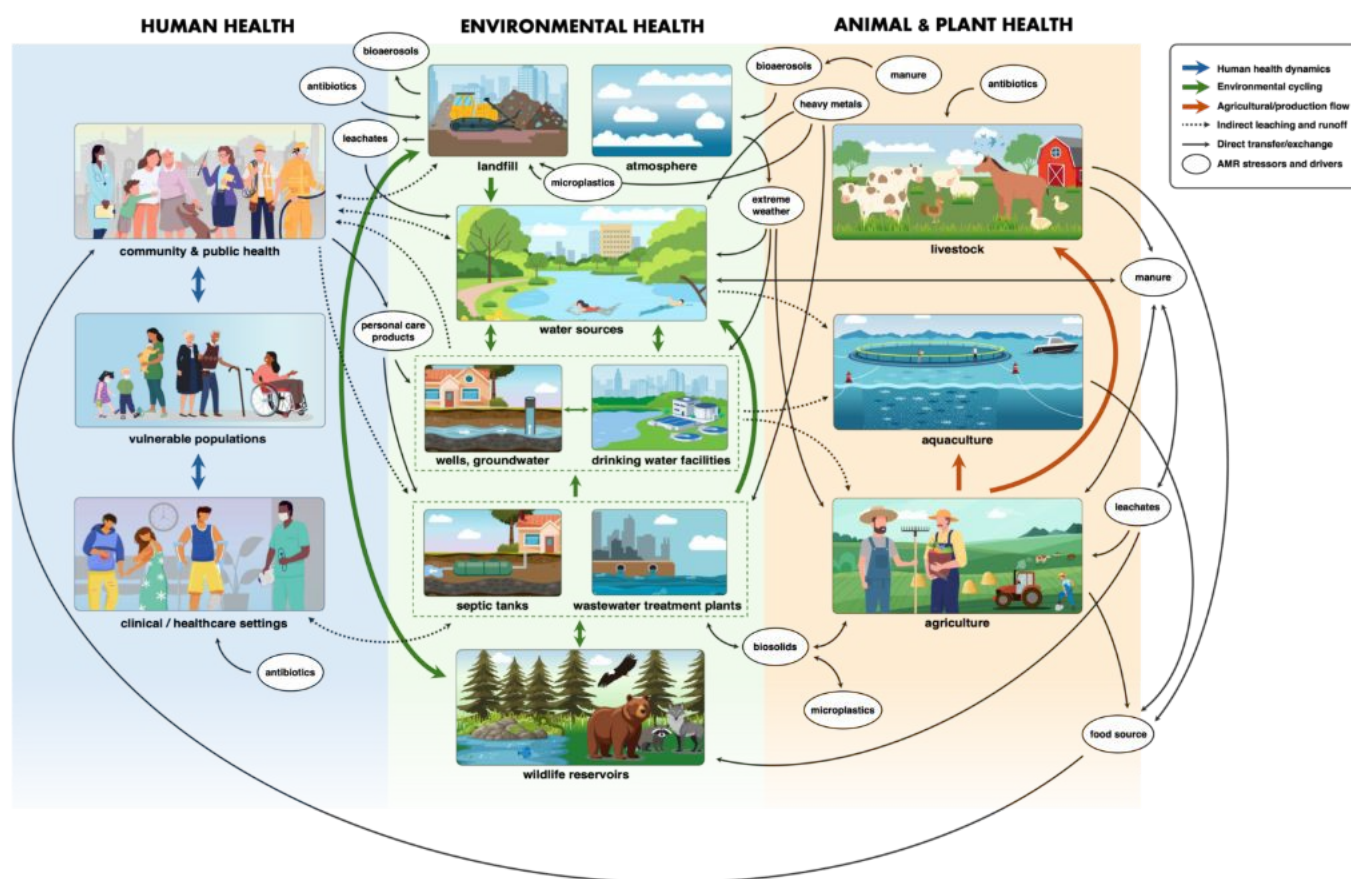 HUMAN HEALTH
ENVIRONMENTAL HEALTH
ANIMAL & PLANT HEALTH
bioaerosols
antibiotics
leachates
landfill
atmosphere
microplastics
bioaerosols
manure
heavy metals
antibiotics
extreme
weather
community & public health
water sources
livestock
manure
personal care
products
vulnerable populations
wells, groundwater
drinking water facilities
aquaculture
leachates
clinical / healthcare settings
septic tanks
wastewater treatment plants
agriculture
antibiotics
biosolids
microplastics
food source
wildlife reservoirs
Human health dynamics
Environmental cycling
Agricultural/production flow
Indirect leaching and runoff
Direct transfer/exchange
AMR stressors and drivers